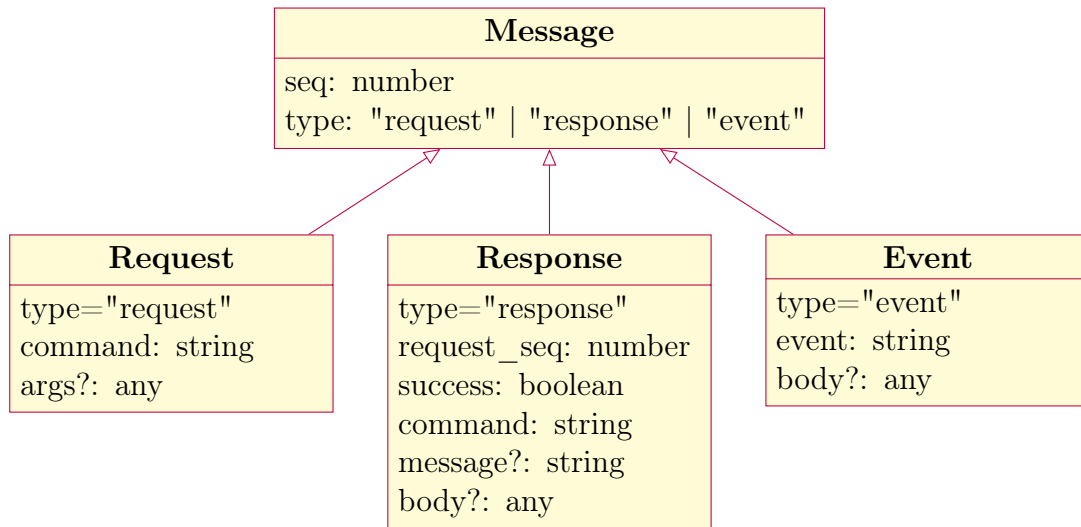 Message
seq: number
type: "request" | "response" | "event"
Request
type="request"
command: string
args?: any
Response
type="response"
request_seq: number
success: boolean
command: string
message?: string
body?: any
Event
type="event"
event: string
body?: any